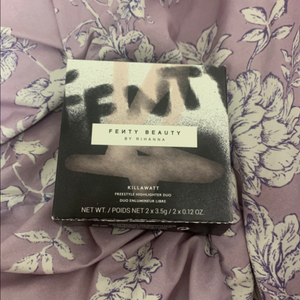 FENTY
FEИTY BEAUTY
BY RIHANNA
KILLAWATT
FREESTYLE HIGHLIGHTER DUO
DUO ENLUMINEUR LIBRE
NET WT. / POIDS NET 2 x 3.5g / 2 x 0.12 OZ.